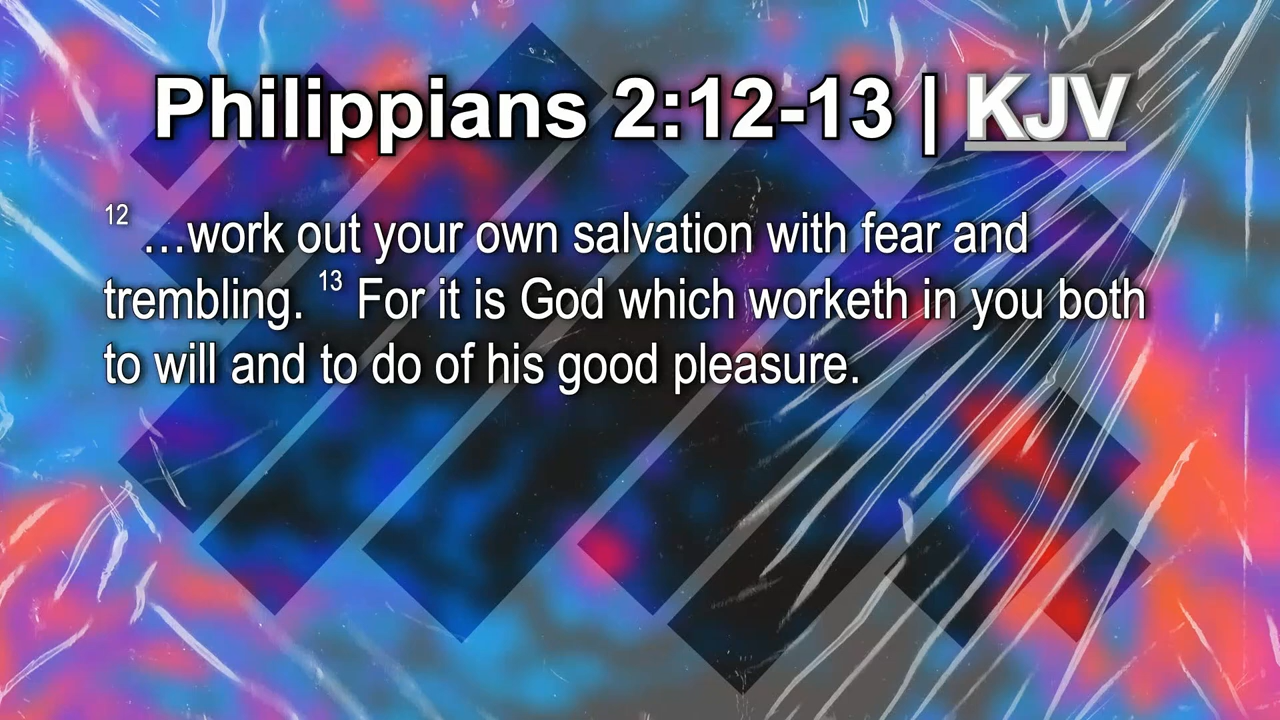 Philippians 2:12-13 | KJV
12 …work out your own salvation with fear and
trembling. 13 For it is God which worketh in you both
to will and to do of his good pleasure.